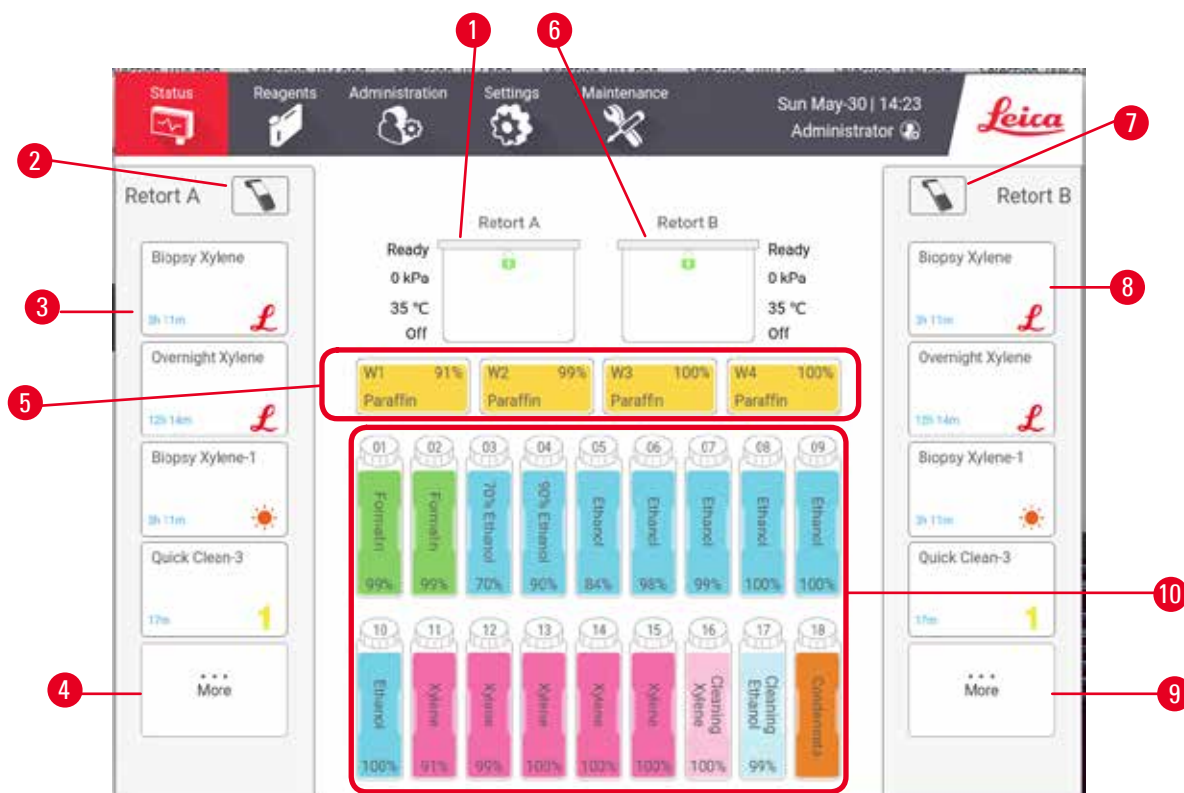 1
6
Status
Reagents
Administration
Settings
Maintenance
Sun May-30 | 14:23
Administrator
Leica
7
2
Retort A
Retort B
Retort A
Retort B
Biopsy Xylene
3h 11m
3
Overnight Xylene
12h 14m
Biopsy Xylene-1
3h 11m
Quick Clean-3
17m
1
More
4
Ready
0 kPa
35 °C
Off
Ready
0 kPa
35 °C
Off
5
W1 91%
Paraffin
W2 99%
Paraffin
W3 100%
Paraffin
W4 100%
Paraffin
01 02 03 04 05 06 07 08 09
Formalin
Formalin
70% Ethanol
90% Ethanol
Ethanol
Ethanol
Ethanol
Ethanol
Ethanol
99% 99% 70% 90% 84% 98% 99% 100% 100%
10 11 12 13 14 15 16 17 18
Ethanol
Xylene
Xylene
Xylene
Xylene
Xylene
Cleaning
Xylene
Cleaning
Ethanol
Condensate
100% 91% 99% 100% 100% 100% 100% 99%
10
Biopsy Xylene
3h 11m
8
Overnight Xylene
12h 14m
Biopsy Xylene-1
3h 11m
Quick Clean-3
17m
1
More
9